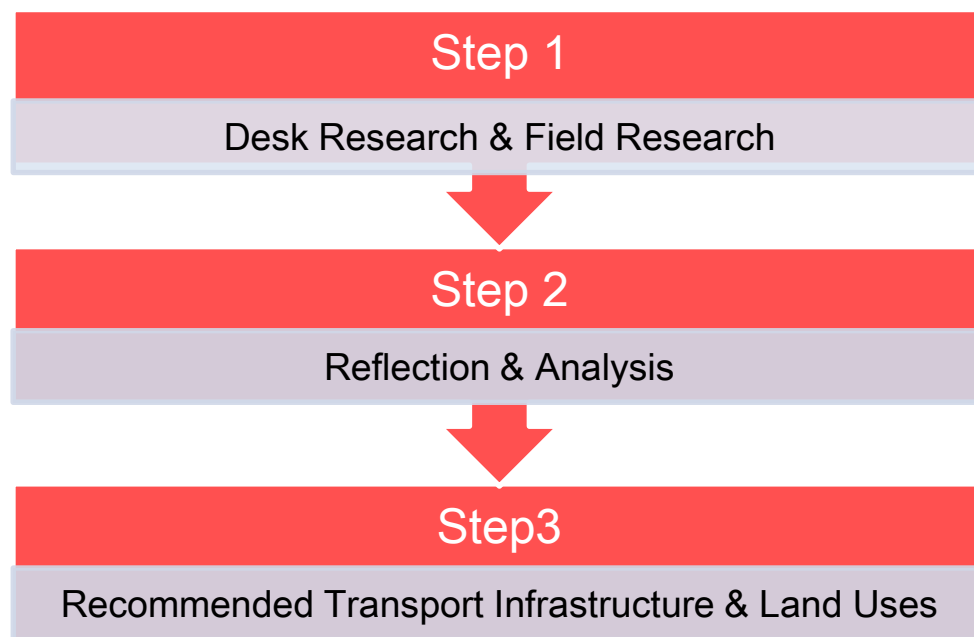 Step 1
Desk Research & Field Research
Step 2
Reflection & Analysis
Step3
Recommended Transport Infrastructure & Land Uses